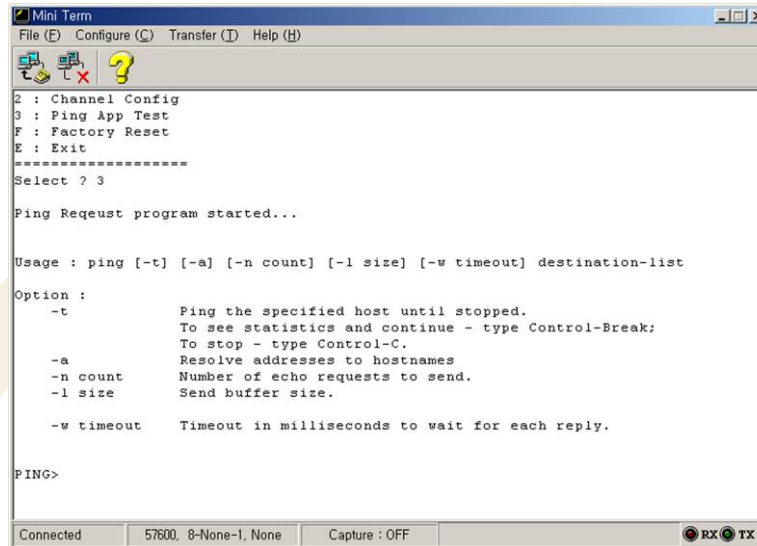 Mini Term
File (F) Configure (C) Transfer (T) Help (H)
2 : Channel Config
3 : Ping App Test
F : Factory Reset
E : Exit
====================
Select ? 3
Ping Reqeust program started...
Usage : ping [-t] [-a] [-n count] [-l size] [-w timeout] destination-list
Option :
-t Ping the specified host until stopped.
To see statistics and continue - type Control-Break;
To stop - type Control-C.
-a Resolve addresses to hostnames
-n count Number of echo requests to send.
-l size Send buffer size.
-w timeout Timeout in milliseconds to wait for each reply.
PING>
Connected 57600, 8-None-1, None Capture : OFF RX TX